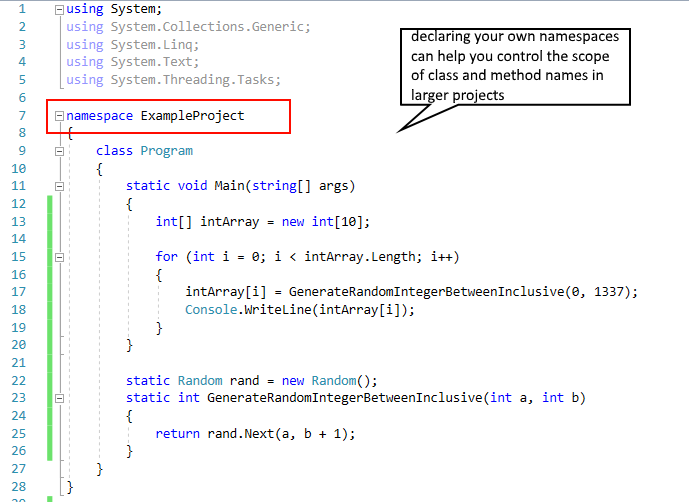 1 using System;
2 using System.Collections.Generic;
3 using System.Linq;
4 using System.Text;
5 using System.Threading.Tasks;
6
7 namespace ExampleProject
8 {
9 class Program
10 {
11 static void Main(string[] args)
12 {
13 int[] intArray = new int[10];
14
15 for (int i = 0; i < intArray.Length; i++)
16 {
17 intArray[i] = GenerateRandomIntegerBetweenInclusive(0, 1337);
18 Console.WriteLine(intArray[i]);
19 }
20 }
21
22 static Random rand = new Random();
23 static int GenerateRandomIntegerBetweenInclusive(int a, int b)
24 {
25 return rand.Next(a, b + 1);
26 }
27 }
28 }
declaring your own namespaces
can help you control the scope
of class and method names in
larger projects